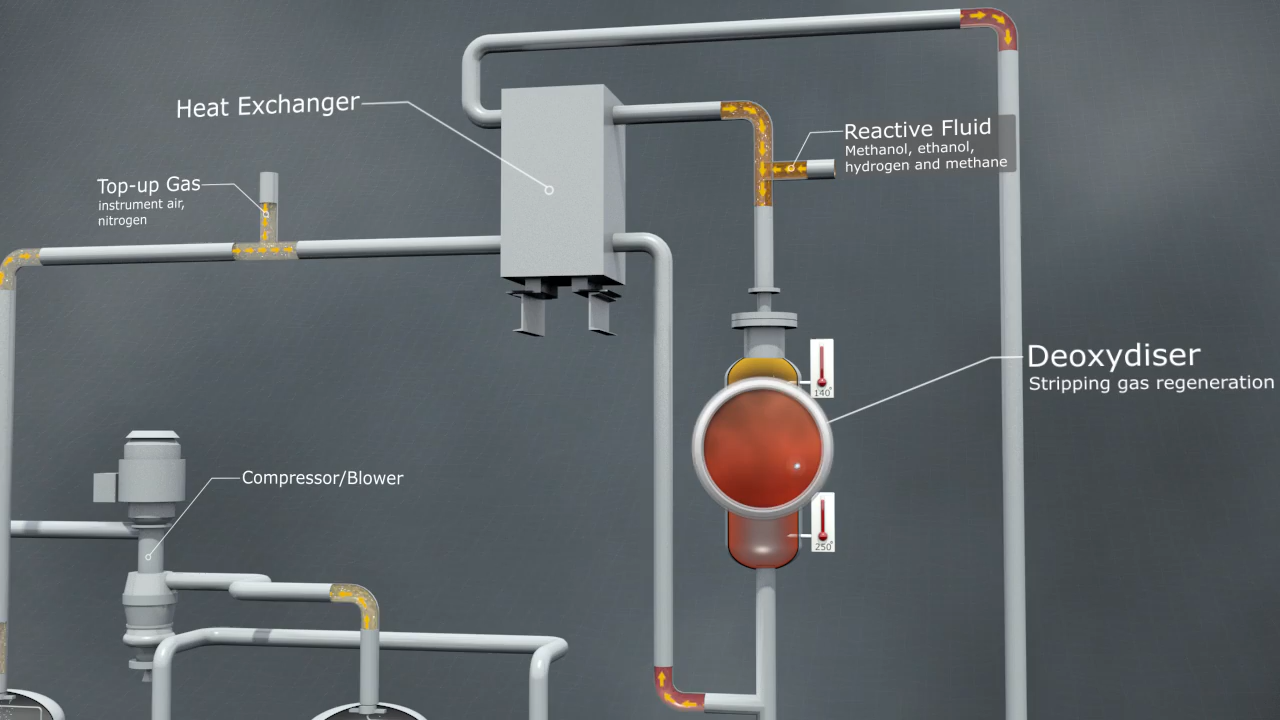 Heat Exchanger
Reactive Fluid
Methanol, ethanol,
hydrogen and methane
Top-up Gas
instrument air,
nitrogen
Deoxydiser
Stripping gas regeneration
140°
Compressor/Blower
250°